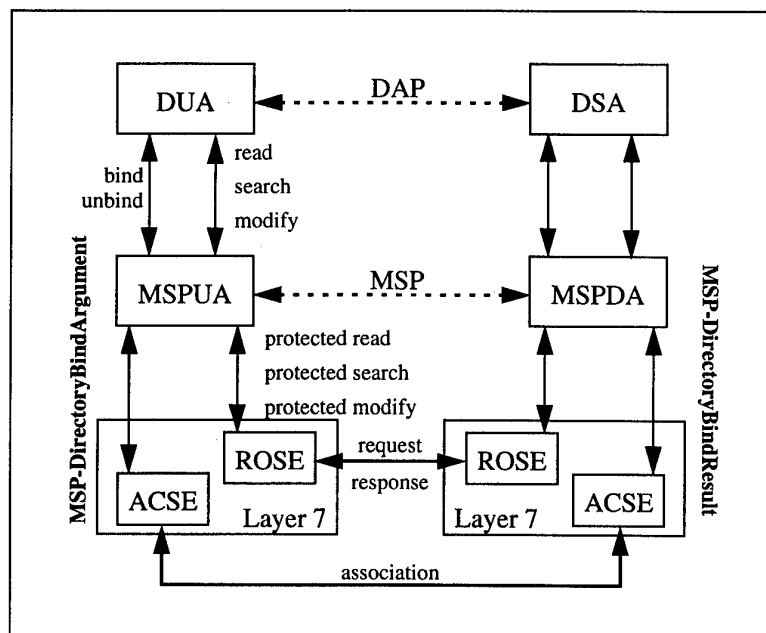 DUA
DAP
DSA
bind
unbind
read
search
modify
MSP-DirectoryBindArgument
MSPUA
MSP
MSPDA
MSP-DirectoryBindResult
protected read
protected search
protected modify
ROSE
request
response
ROSE
ACSE
Layer 7
Layer 7
ACSE
association